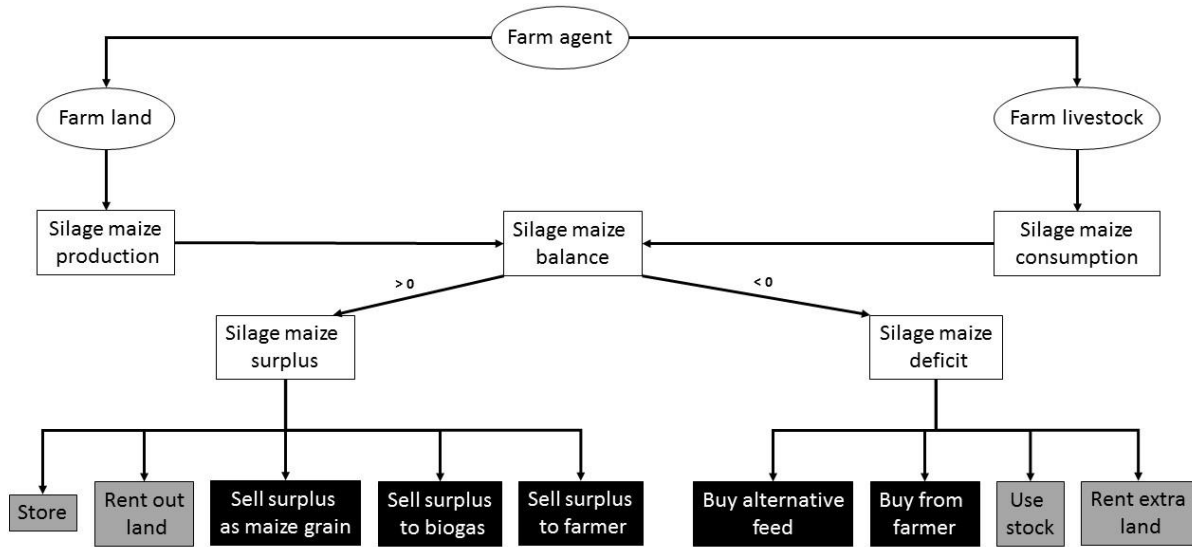 Farm agent
Farm land
Farm livestock
Silage maize
production
Silage maize
balance
Silage maize
consumption
> 0
< 0
Silage maize
surplus
Silage maize
deficit
Store
Rent out
land
Sell surplus
as maize grain
Sell surplus
to biogas
Sell surplus
to farmer
Buy alternative
feed
Buy from
farmer
Use
stock
Rent extra
land